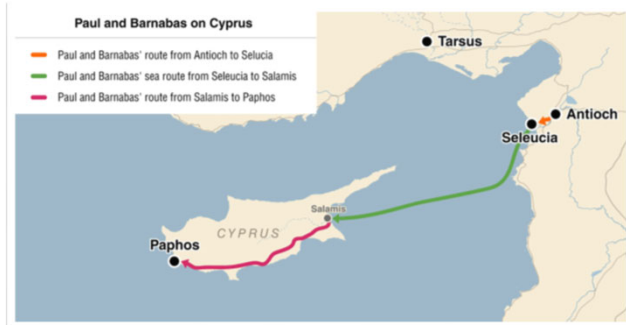 Paul and Barnabas on Cyprus
Paul and Barnabas' route from Antioch to Selucia
Paul and Barnabas' sea route from Seleucia to Salamis
Paul and Barnabas' route from Salamis to Paphos
Tarsus
Antioch
Seleucia
Salamis
CYPRUS
Paphos